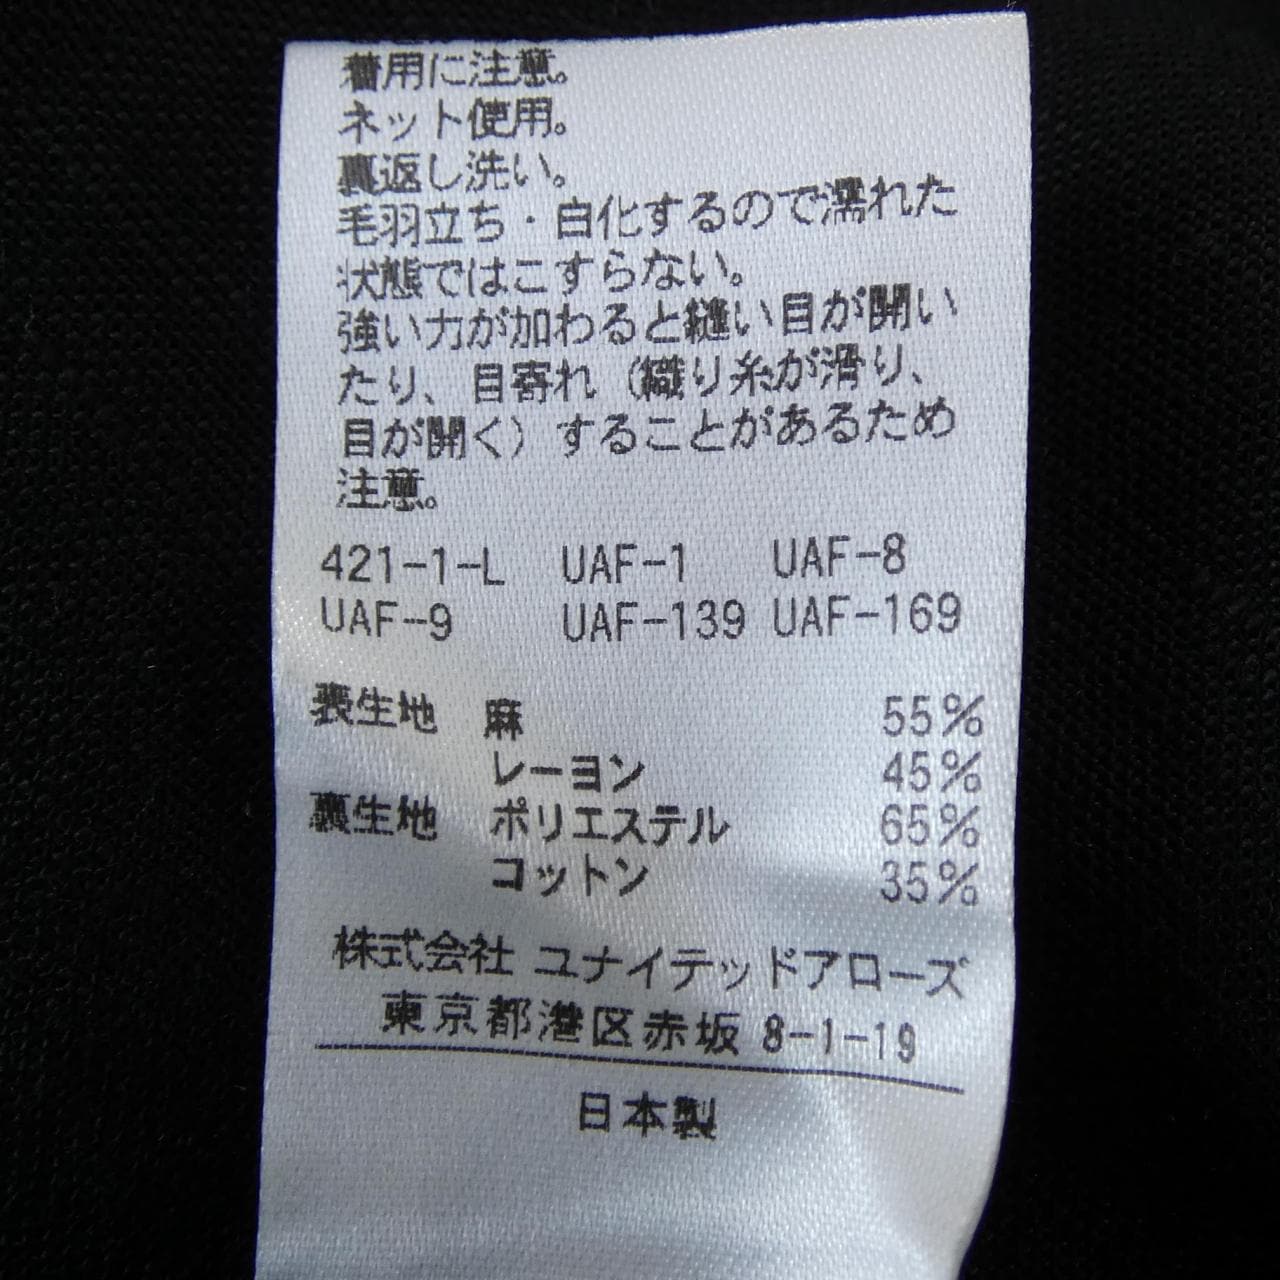 着用に注意。
ネット使用。
裏返し洗い。
毛羽立ち・白化するので濡れた
状態ではこすらない。
強い力が加わると縫い目が開い
たり、目寄れ（織り糸が滑り、
目が開く）することがあるため
注意。
421-1-L UAF-1 UAF-8
UAF-9 UAF-139 UAF-169
表生地 麻 55%
レーヨン 45%
裏生地 ポリエステル 65%
コットン 35%
株式会社 ユナイテッドアローズ
東京都港区赤坂 8-1-19
日本製